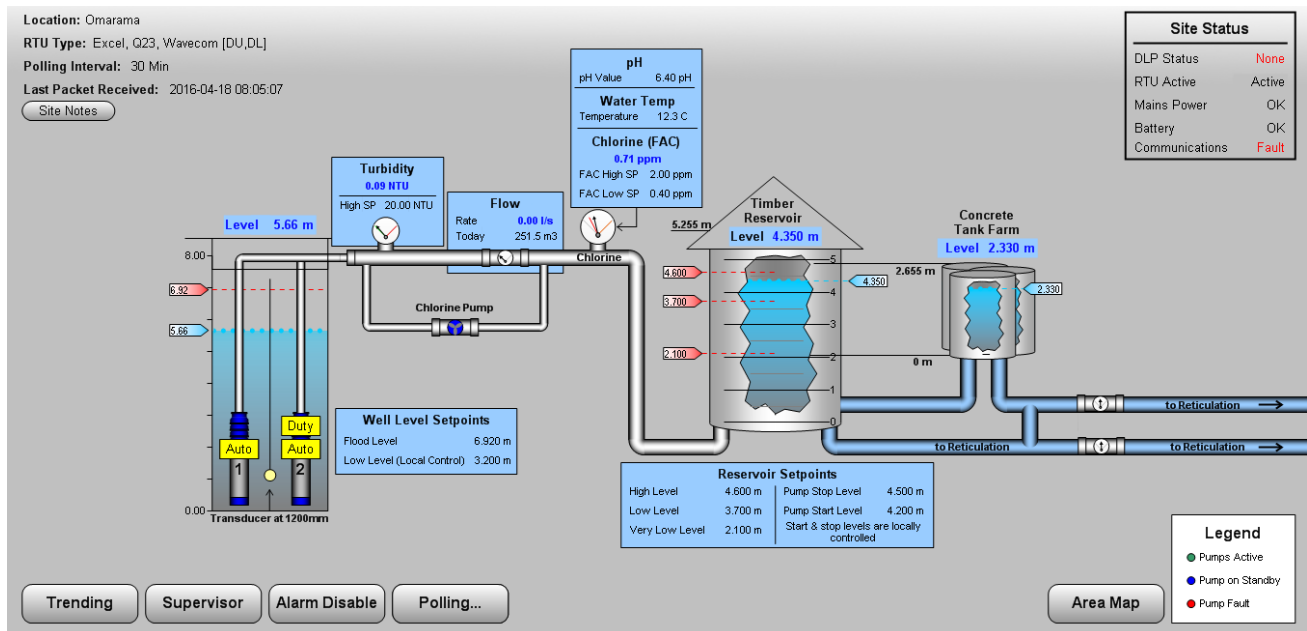 Location: Omarama
RTU Type: Excel, Q23, Wavecom [DU,DL]
Polling Interval: 30 Min
Last Packet Received: 2016-04-18 08:05:07
Site Notes
Site Status
DLP Status None
RTU Active Active
Mains Power OK
Battery OK
Communications Fault
pH
pH Value 6.40 pH
Water Temp
Temperature 12.3 C
Chlorine (FAC)
0.71 ppm
FAC High SP 2.00 ppm
FAC Low SP 0.40 ppm
Turbidity
0.09 NTU
High SP 20.00 NTU
Flow
Rate 0.00 l/s
Today 251.5 m3
Level 5.66 m
8.00
6.92
5.66
0.00
Chlorine
Chlorine Pump
Duty
Auto
Auto
1
2
Transducer at 1200mm
Well Level Setpoints
Flood Level 6.920 m
Low Level (Local Control) 3.200 m
Timber
Reservoir
Level 4.350 m
5.255 m
4.600
3.700
2.100
5
4
3
2
1
0
4.350
Concrete
Tank Farm
Level 2.330 m
2.655 m
2.330
0 m
to Reticulation
to Reticulation
to Reticulation
Reservoir Setpoints
High Level 4.600 m
Low Level 3.700 m
Very Low Level 2.100 m
Pump Stop Level 4.500 m
Pump Start Level 4.200 m
Start & stop levels are locally
controlled
Legend
Pumps Active
Pump on Standby
Pump Fault
Trending
Supervisor
Alarm Disable
Polling...
Area Map